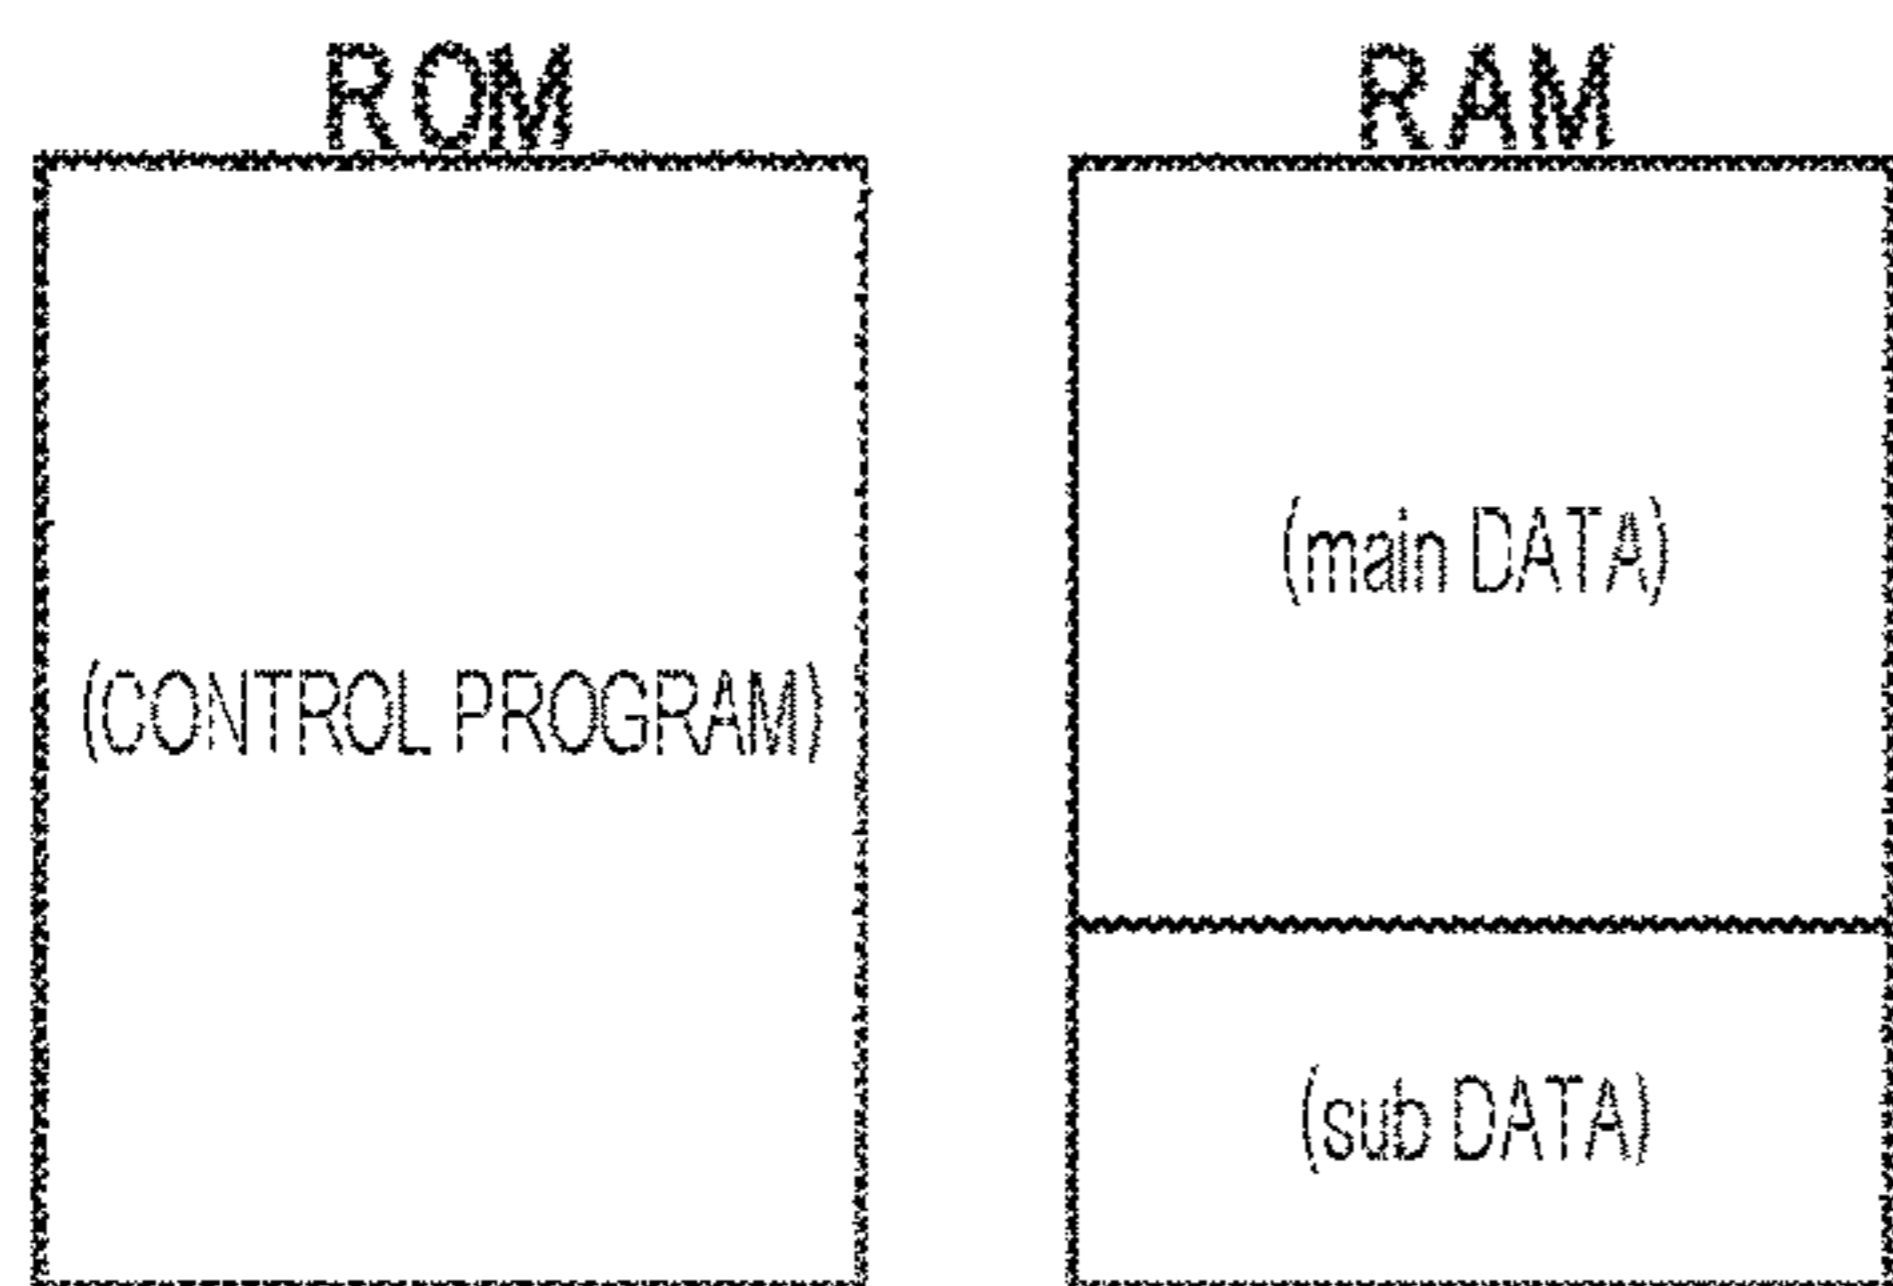 ROM
(CONTROL PROGRAM)
RAM
(main DATA)
(sub DATA)